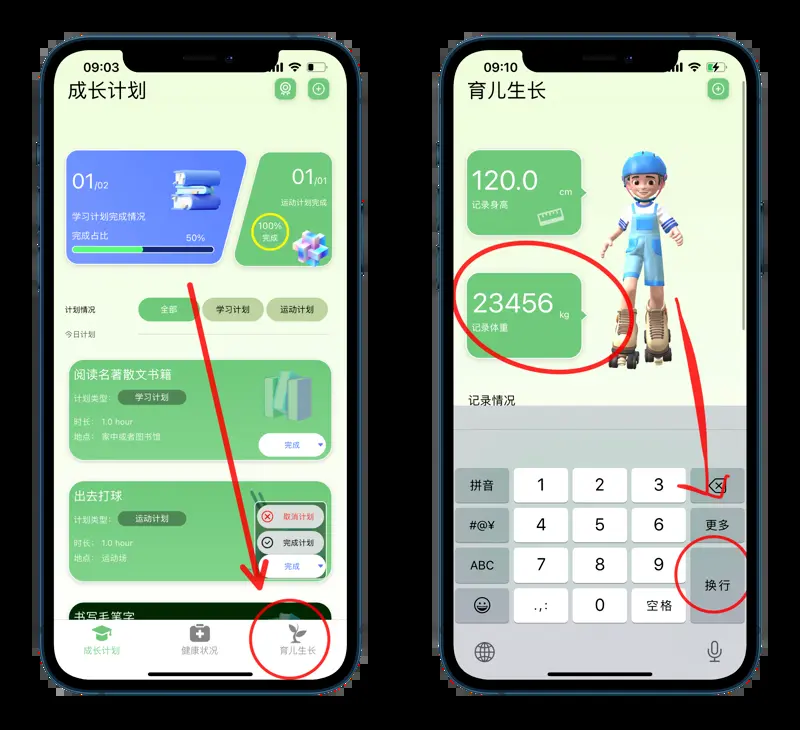 09:03
成长计划
01/02
学习计划完成情况
完成占比
50%
01/01
运动计划完成
100%
完成
计划情况
全部
学习计划
运动计划
今日计划
阅读名著散文书籍
计划类型：
学习计划
时长： 1.0 hour
地点： 家中或者图书馆
完成
出去打球
计划类型：
运动计划
时长： 1.0 hour
地点： 运动场
取消计划
完成计划
完成
书写毛笔字
成长计划
健康状况
育儿生长
09:10
育儿生长
120.0
cm
记录身高
23456
kg
记录体重
记录情况
拼音
1
2
3
#@¥
4
5
6
更多
ABC
7
8
9
换行
.,:
0
空格